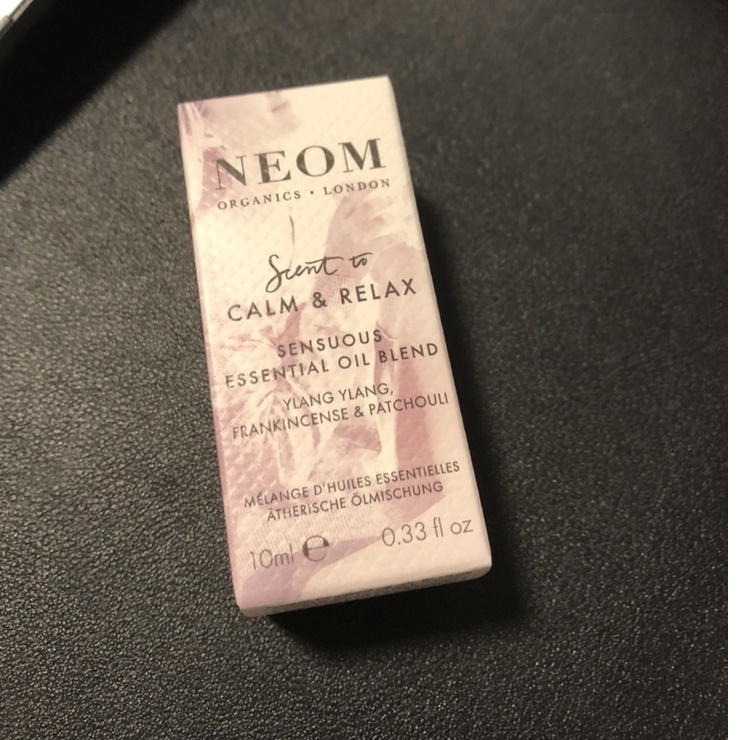 NEOM
ORGANICS • LONDON
Scent to
CALM & RELAX
SENSUOUS
ESSENTIAL OIL BLEND
YLANG YLANG,
FRANKINCENSE & PATCHOULI
MÉLANGE D'HUILES ESSENTIELLES
ÄTHERISCHE ÖLMISCHUNG
10ml ℮ 0.33 fl oz